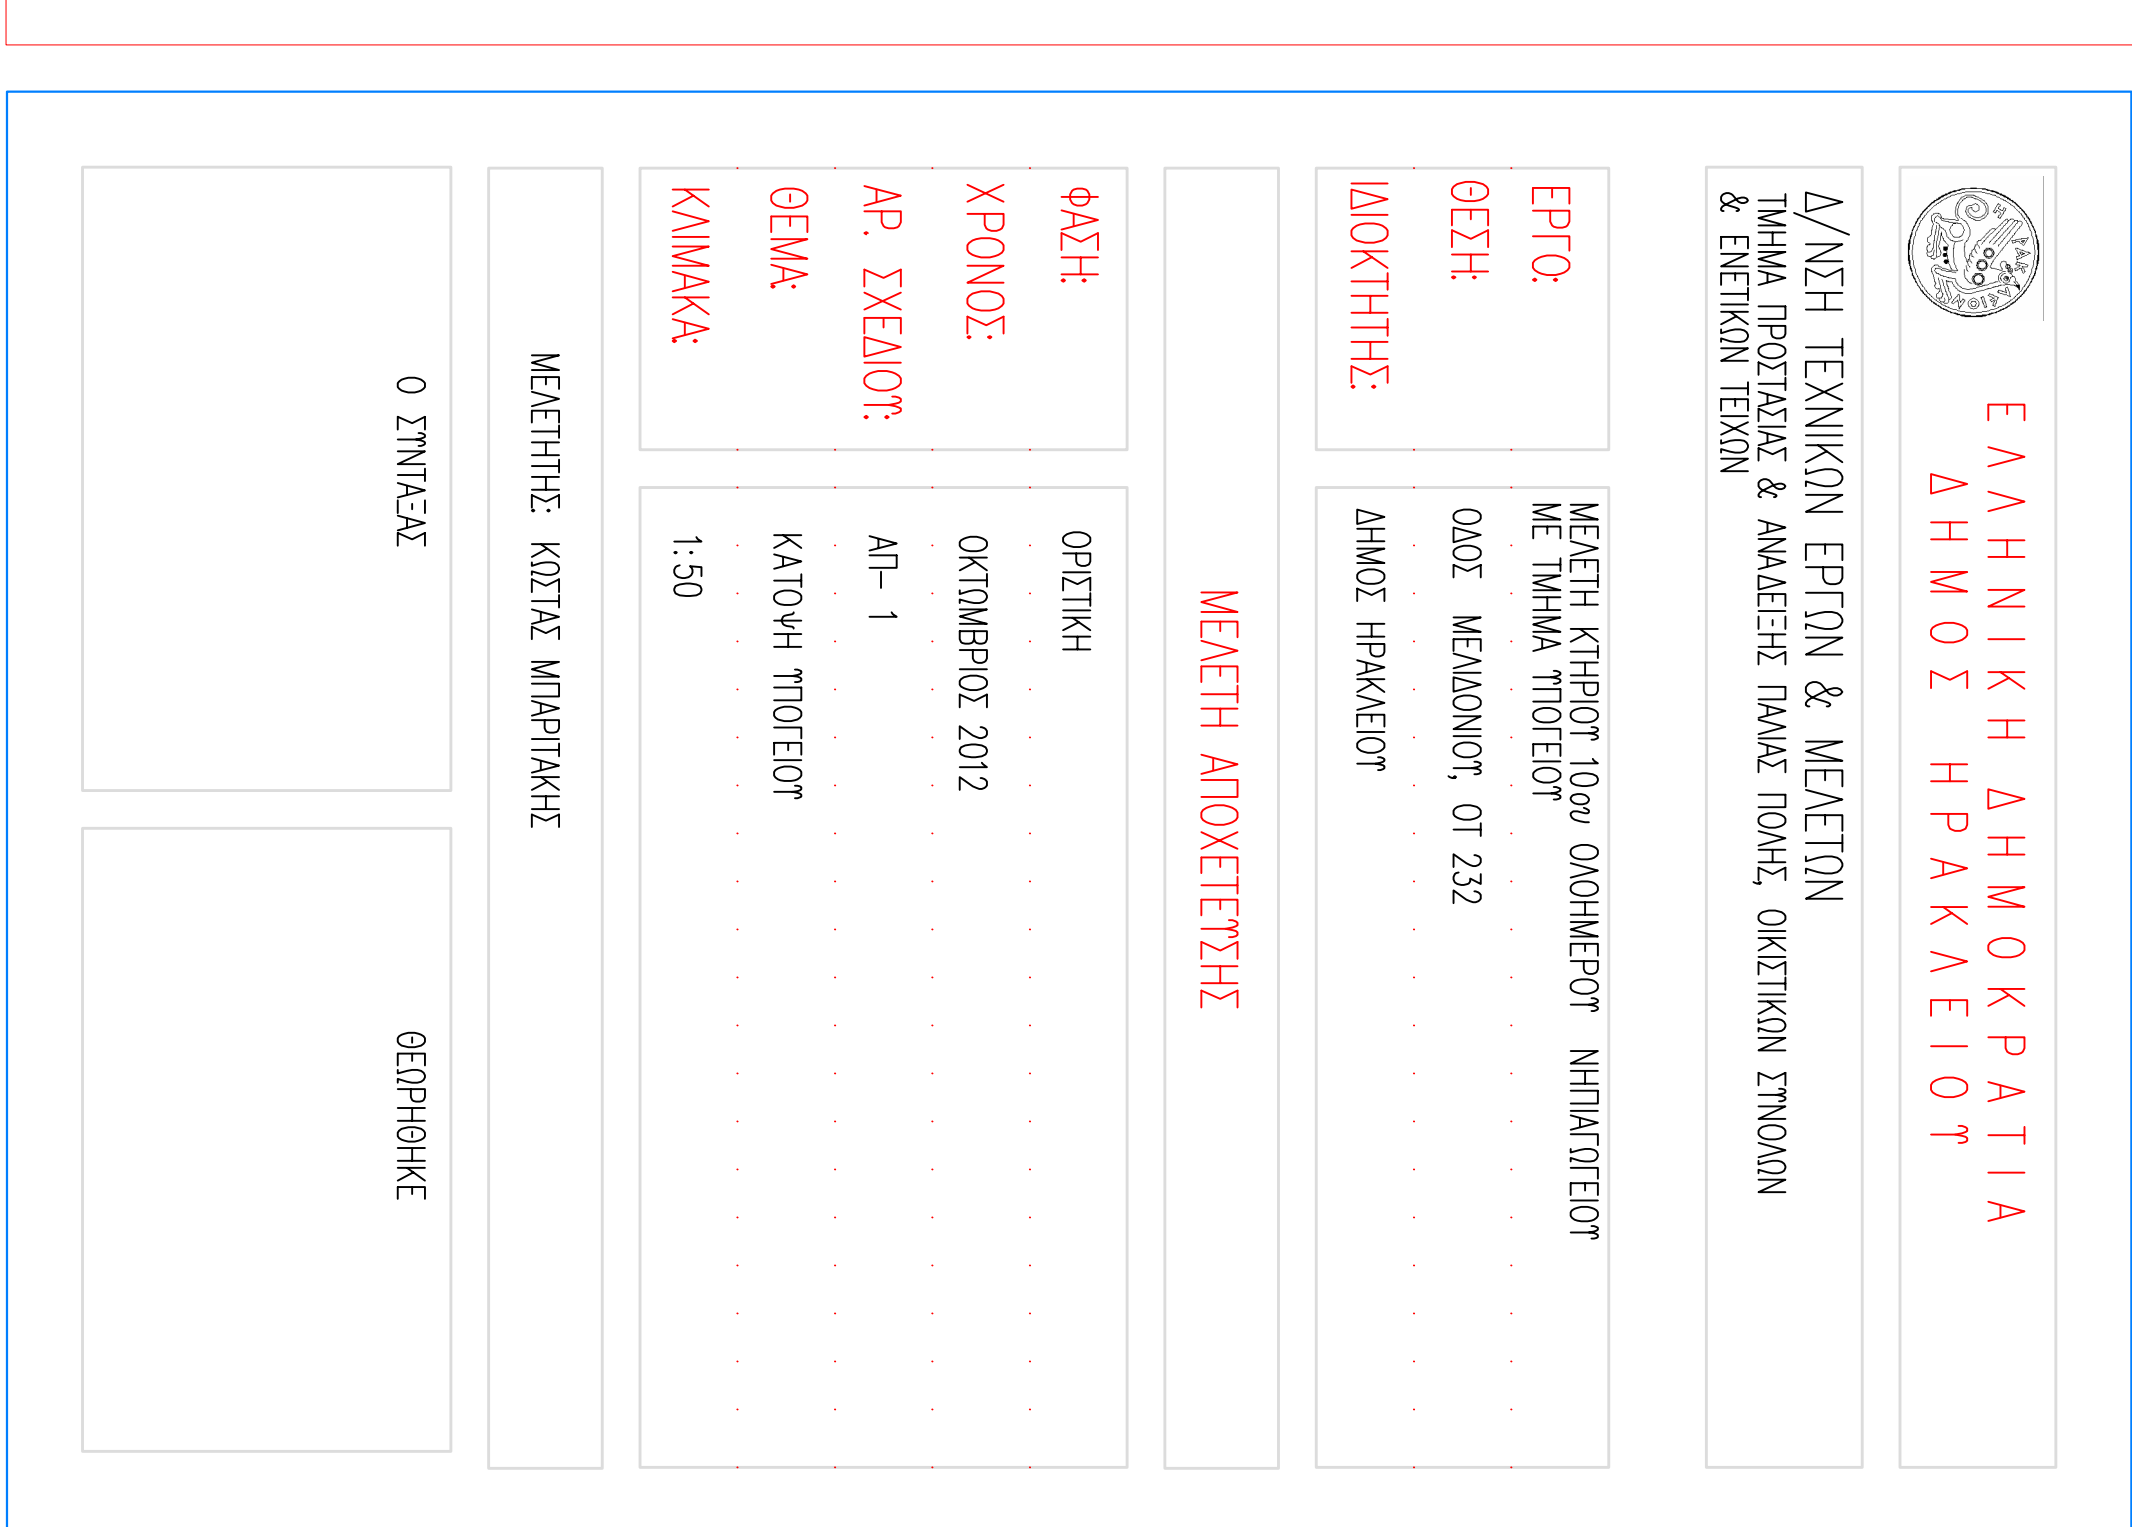 ΗΡΑΚΛΕΙΟΝ
ΕΛΛΗΝΙΚΗ ΔΗΜΟΚΡΑΤΙΑ
ΔΗΜΟΣ ΗΡΑΚΛΕΙΟΥ
Δ/ΝΣΗ ΤΕΧΝΙΚΩΝ ΕΡΓΩΝ & ΜΕΛΕΤΩΝ
ΤΜΗΜΑ ΠΡΟΣΤΑΣΙΑΣ & ΑΝΑΔΕΙΞΗΣ ΠΑΛΙΑΣ ΠΟΛΗΣ, ΟΙΚΙΣΤΙΚΩΝ ΣΥΝΟΛΩΝ
& ΕΝΕΤΙΚΩΝ ΤΕΙΧΩΝ
ΕΡΓΟ: ΜΕΛΕΤΗ ΚΤΗΡΙΟΥ 10ου ΟΛΟΗΜΕΡΟΥ ΝΗΠΙΑΓΩΓΕΙΟΥ
ΜΕ ΤΜΗΜΑ ΥΠΟΓΕΙΟΥ
ΘΕΣΗ: ΟΔΟΣ ΜΕΛΙΔΟΝΙΟΥ, ΟΤ 232
ΙΔΙΟΚΤΗΤΗΣ: ΔΗΜΟΣ ΗΡΑΚΛΕΙΟΥ
ΜΕΛΕΤΗ ΑΠΟΧΕΤΕΥΣΗΣ
ΦΑΣΗ: ΟΡΙΣΤΙΚΗ
ΧΡΟΝΟΣ: ΟΚΤΩΜΒΡΙΟΣ 2012
ΑΡ. ΣΧΕΔΙΟΥ: ΑΠ- 1
ΘΕΜΑ: ΚΑΤΟΨΗ ΥΠΟΓΕΙΟΥ
ΚΛΙΜΑΚΑ: 1:50
ΜΕΛΕΤΗΤΗΣ: ΚΩΣΤΑΣ ΜΠΑΡΙΤΑΚΗΣ
Ο ΣΥΝΤΑΞΑΣ
ΘΕΩΡΗΘΗΚΕ